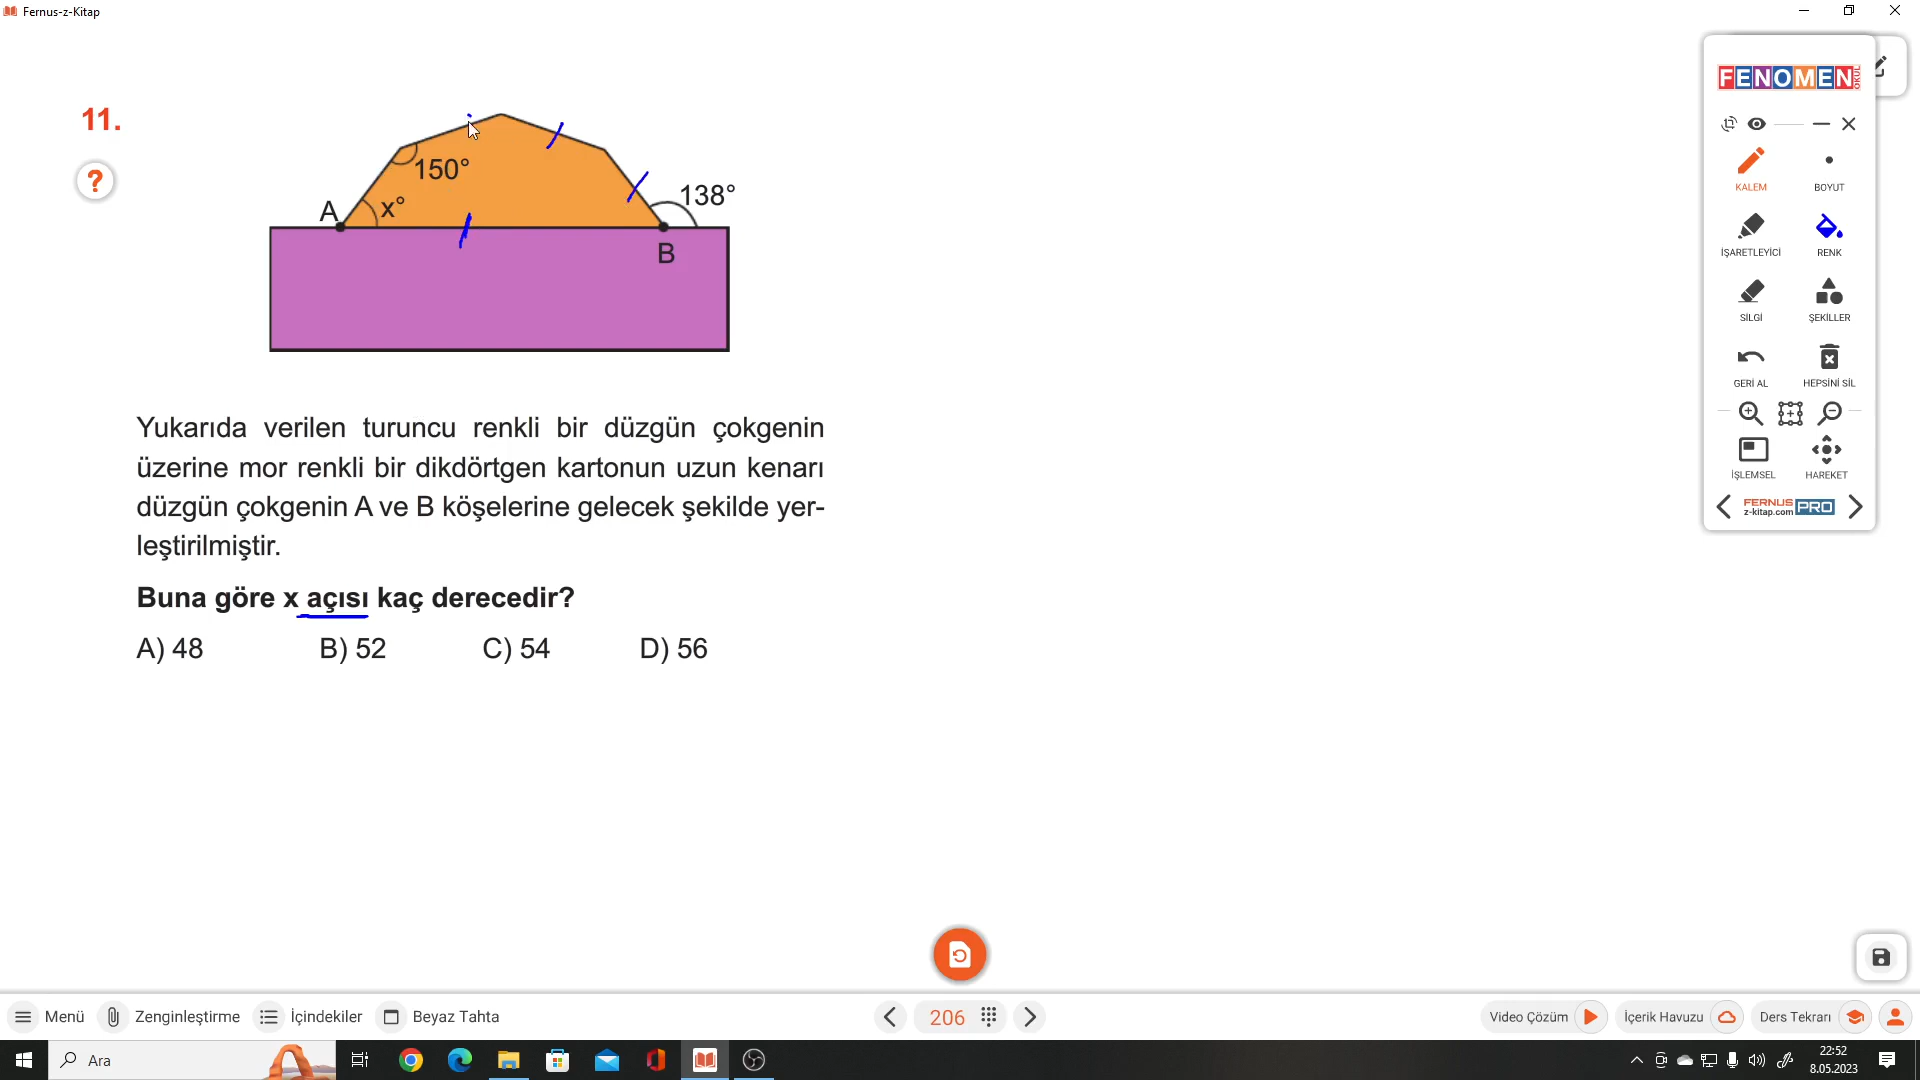 Fernus-z-Kitap
FENOMEN
OKUL
11.
150°
138°
A
x°
B
KALEM
BOYUT
İŞARETLEYİCİ
RENK
SİLGİ
ŞEKİLLER
GERİ AL
HEPSİNİ SİL
İŞLEMSEL
HAREKET
FERNUS
z-kitap.com
PRO
Yukarıda verilen turuncu renkli bir düzgün çokgenin
üzerine mor renkli bir dikdörtgen kartonun uzun kenarı
düzgün çokgenin A ve B köşelerine gelecek şekilde yer-
leştirilmiştir.
Buna göre x açısı kaç derecedir?
A) 48 B) 52 C) 54 D) 56
Menü Zenginleştirme İçindekiler Beyaz Tahta 206 Video Çözüm İçerik Havuzu Ders Tekrarı
Ara
22:52
8.05.2023